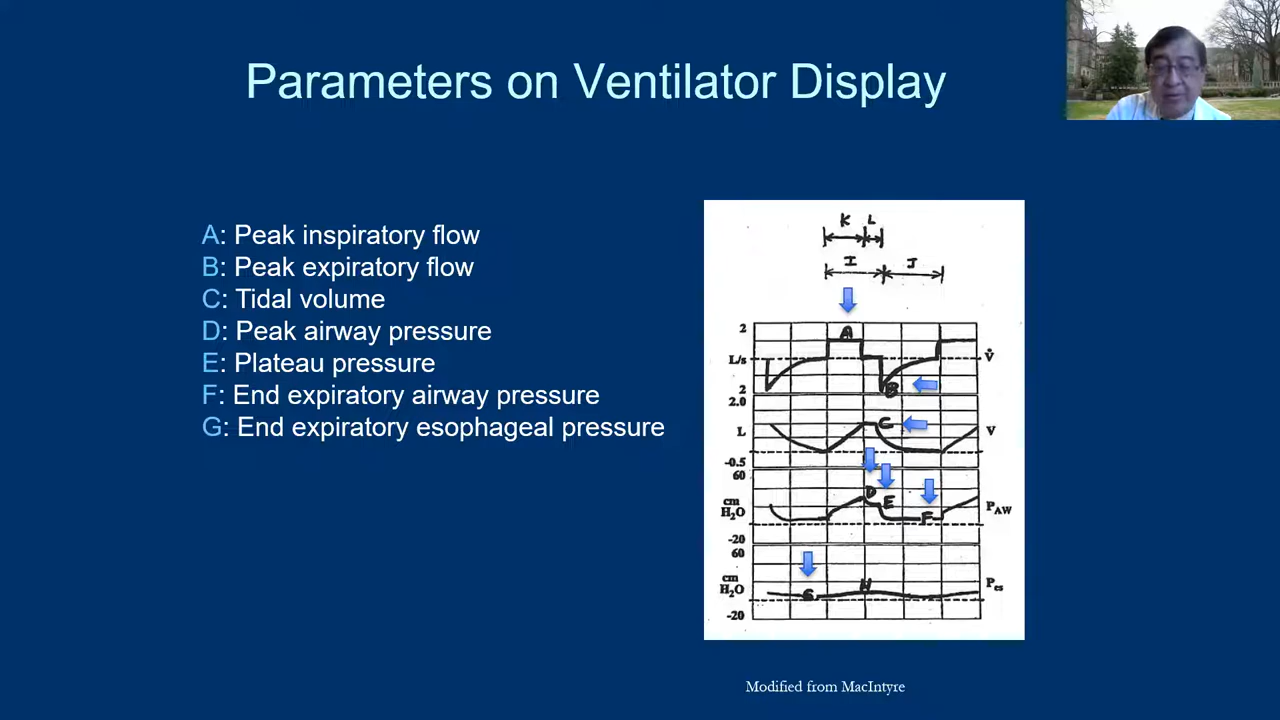 Parameters on Ventilator Display
A: Peak inspiratory flow
B: Peak expiratory flow
C: Tidal volume
D: Peak airway pressure
E: Plateau pressure
F: End expiratory airway pressure
G: End expiratory esophageal pressure
K L
I J
2
A
L/s V̇
2 B
2.0
C
L V
-0.5
60
D
E
cm
H₂O F P_AW
-20
60
cm
H₂O G H P_es
-20
Modified from MacIntyre